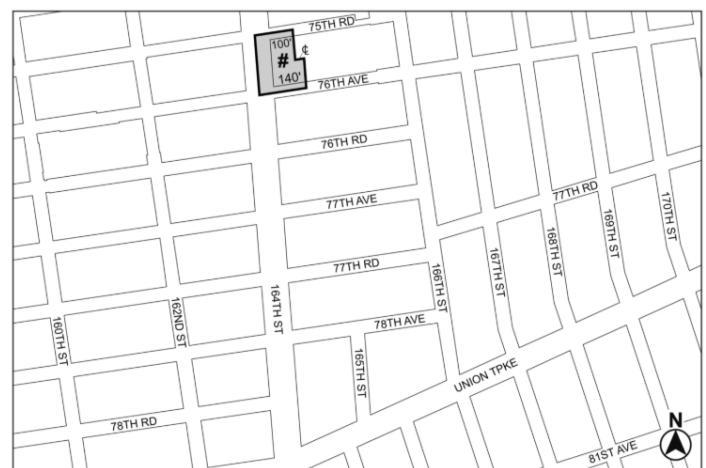 75TH RD
100'
℄
#
140'
76TH AVE
76TH RD
77TH RD
77TH AVE
170TH ST
169TH ST
168TH ST
167TH ST
166TH ST
77TH RD
164TH ST
162ND ST
160TH ST
78TH AVE
165TH ST
UNION TPKE
78TH RD
N
81ST AVE